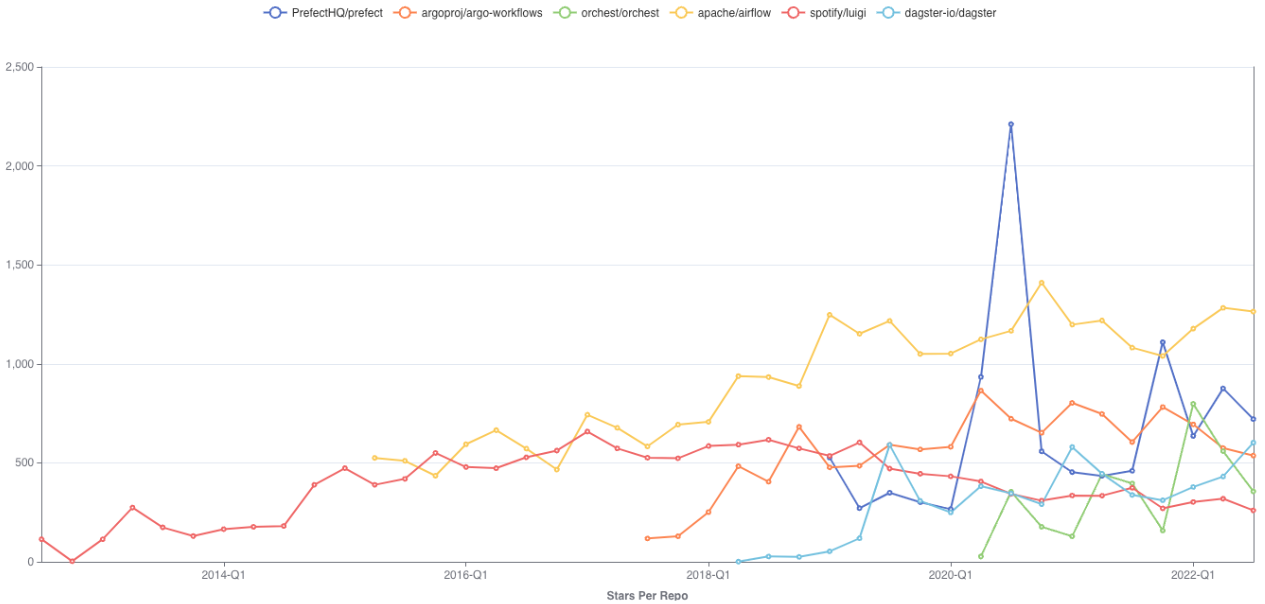 PrefectHQ/prefect argoproj/argo-workflows orchest/orchest apache/airflow spotify/luigi dagster-io/dagster
2,500
2,000
1,500
1,000
500
0
2014-Q1 2016-Q1 2018-Q1 2020-Q1 2022-Q1
Stars Per Repo